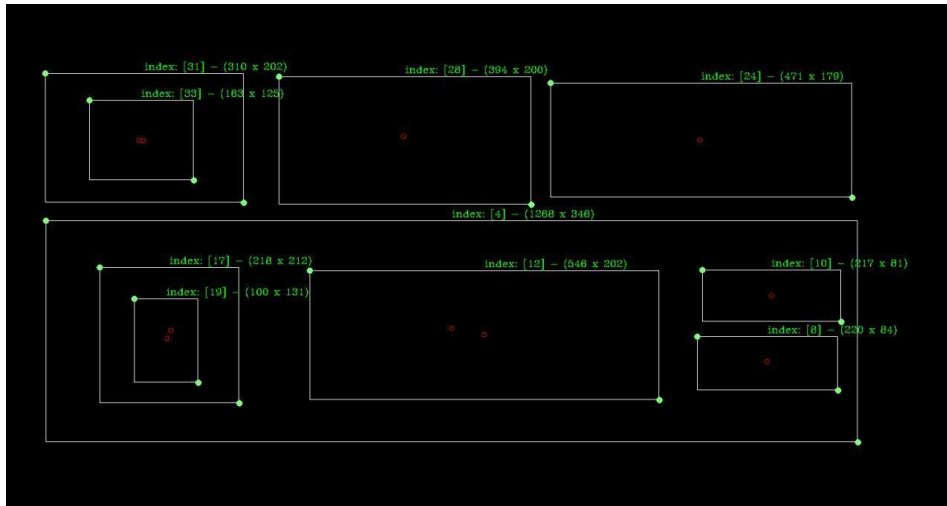 index: [31] - (310 x 202)
index: [28] - (394 x 200)
index: [24] - (471 x 179)
index: [33] - (163 x 125)
index: [4] - (1268 x 346)
index: [17] - (218 x 212)
index: [12] - (546 x 202)
index: [10] - (217 x 81)
index: [19] - (100 x 131)
index: [8] - (220 x 84)